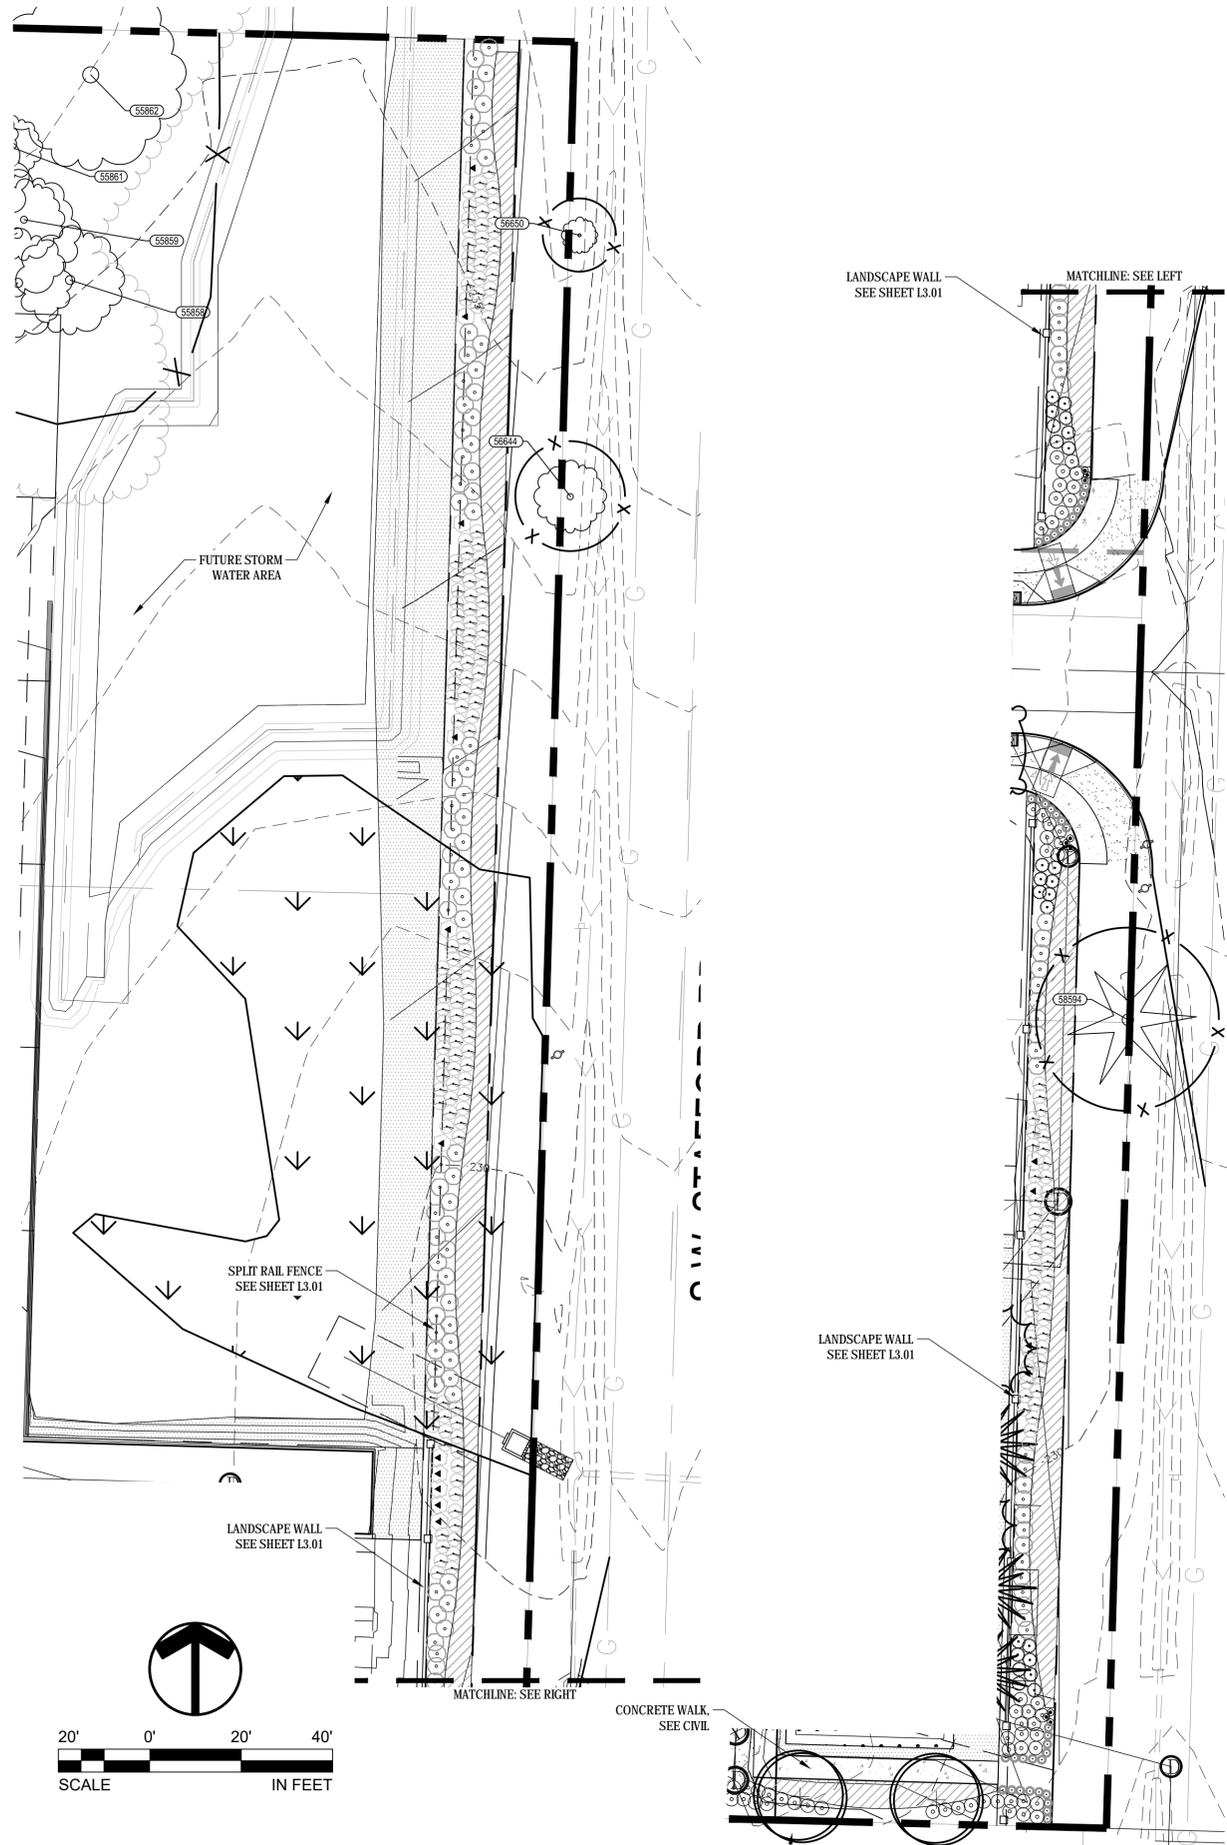 55862
55861
55859
55858
56650
56644
FUTURE STORM
WATER AREA
G
G
G
G
G
G
230
SPLIT RAIL FENCE
SEE SHEET L3.01
LANDSCAPE WALL
SEE SHEET L3.01
MATCHLINE: SEE RIGHT
20' 0' 20' 40'
SCALE IN FEET
LANDSCAPE WALL
SEE SHEET L3.01
MATCHLINE: SEE LEFT
58594
G
G
G
G
G
LANDSCAPE WALL
SEE SHEET L3.01
CONCRETE WALK,
SEE CIVIL